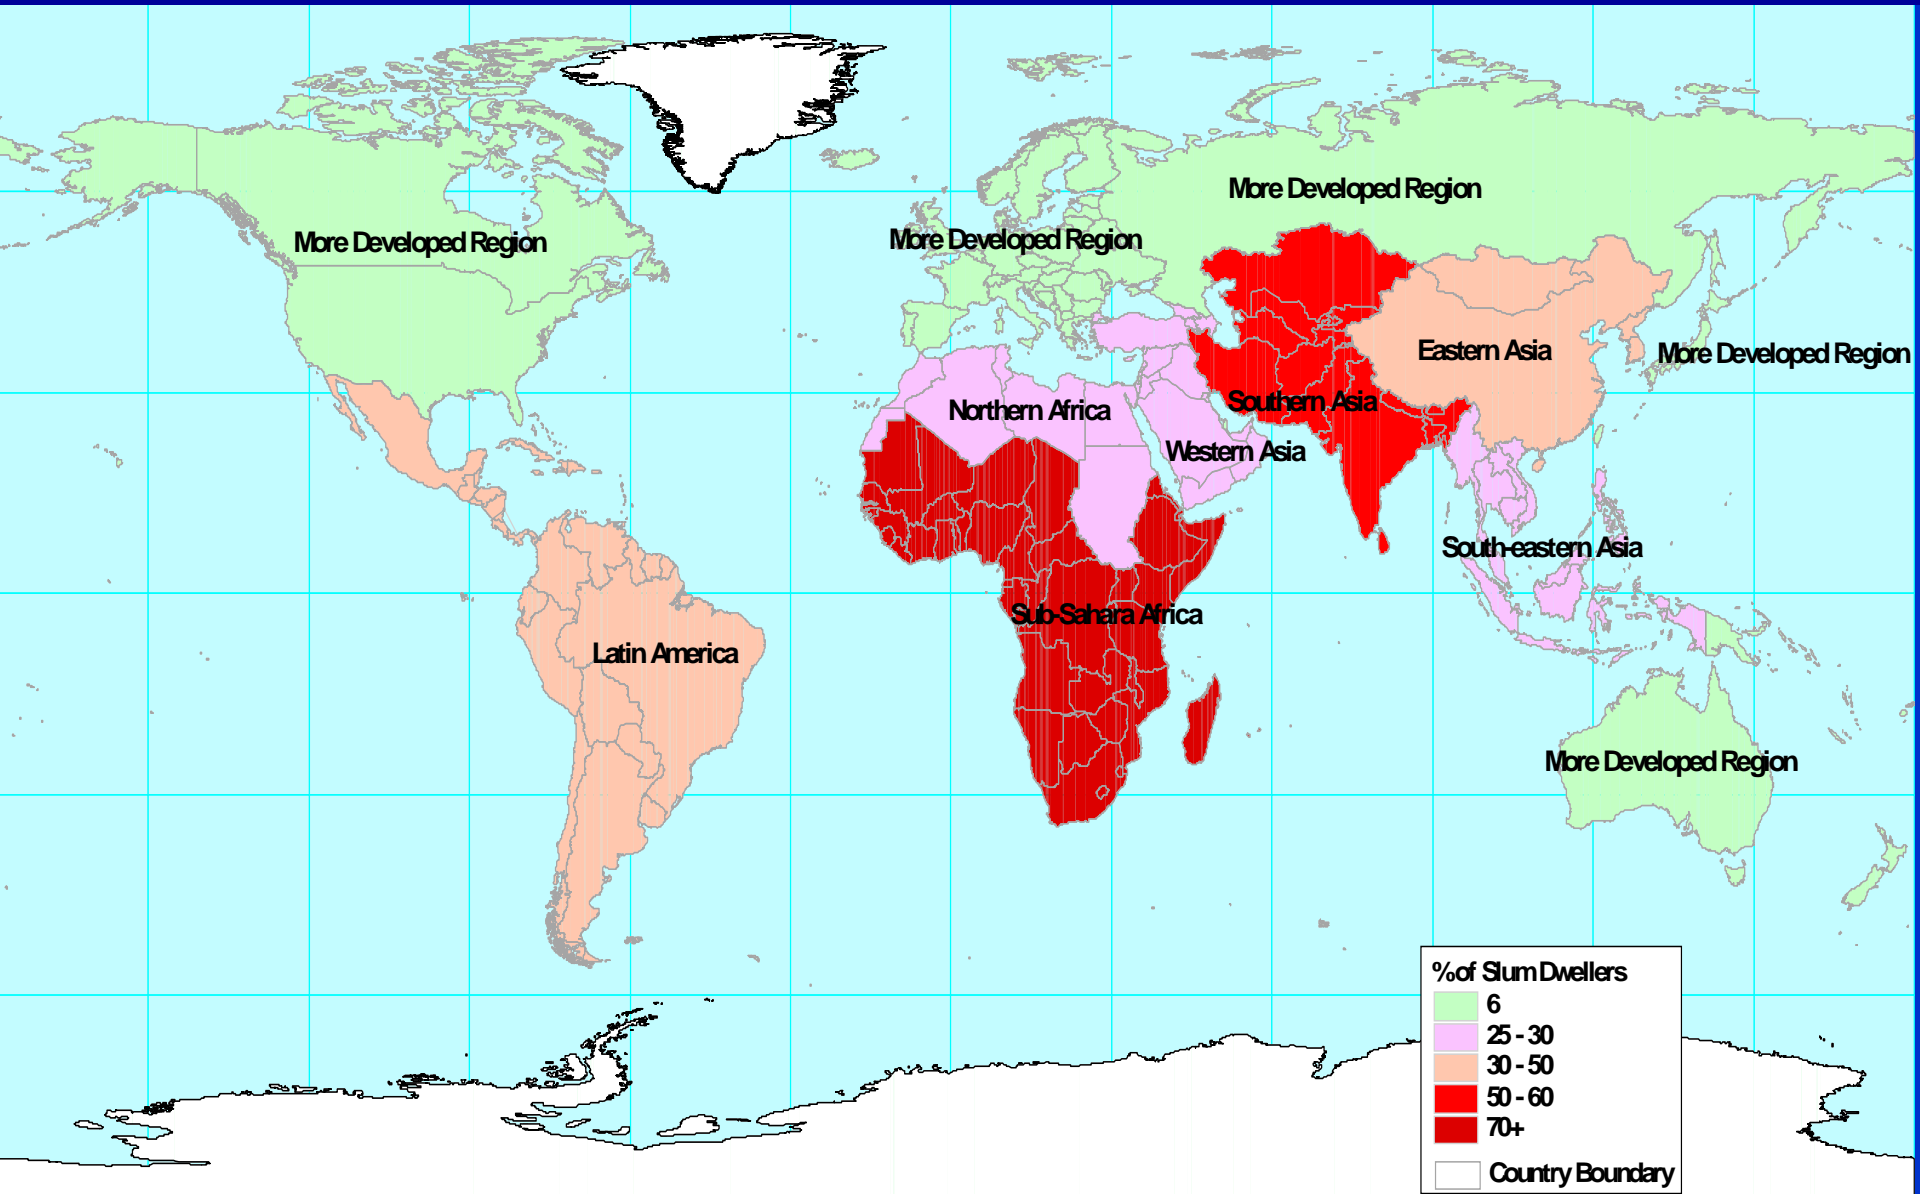 More Developed Region
More Developed Region
More Developed Region
Eastern Asia
More Developed Region
Southern Asia
Northern Africa
Western Asia
South-eastern Asia
Sub-Sahara Africa
Latin America
More Developed Region
% of Slum Dwellers
6
25 - 30
30 - 50
50 - 60
70+
Country Boundary